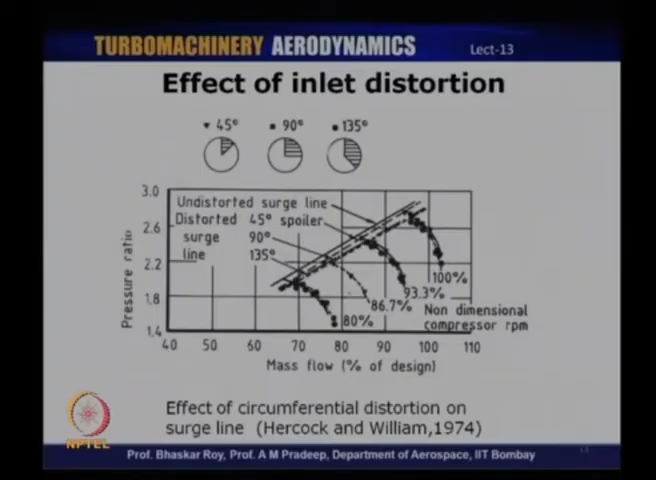 TURBOMACHINERY AERODYNAMICS
Lect-13
Effect of inlet distortion
45° 90° 135°
Undistorted surge line
Distorted 45° spoiler
surge 90°
line 135°
100%
93.3%
86.7%
80%
Non dimensional
compressor rpm
Pressure ratio
3.0
2.6
2.2
1.8
1.4
40 50 60 70 80 90 100 110
Mass flow (% of design)
Effect of circumferential distortion on
surge line (Hercock and William,1974)
NPTEL
Prof. Bhaskar Roy, Prof. A M Pradeep, Department of Aerospace, IIT Bombay